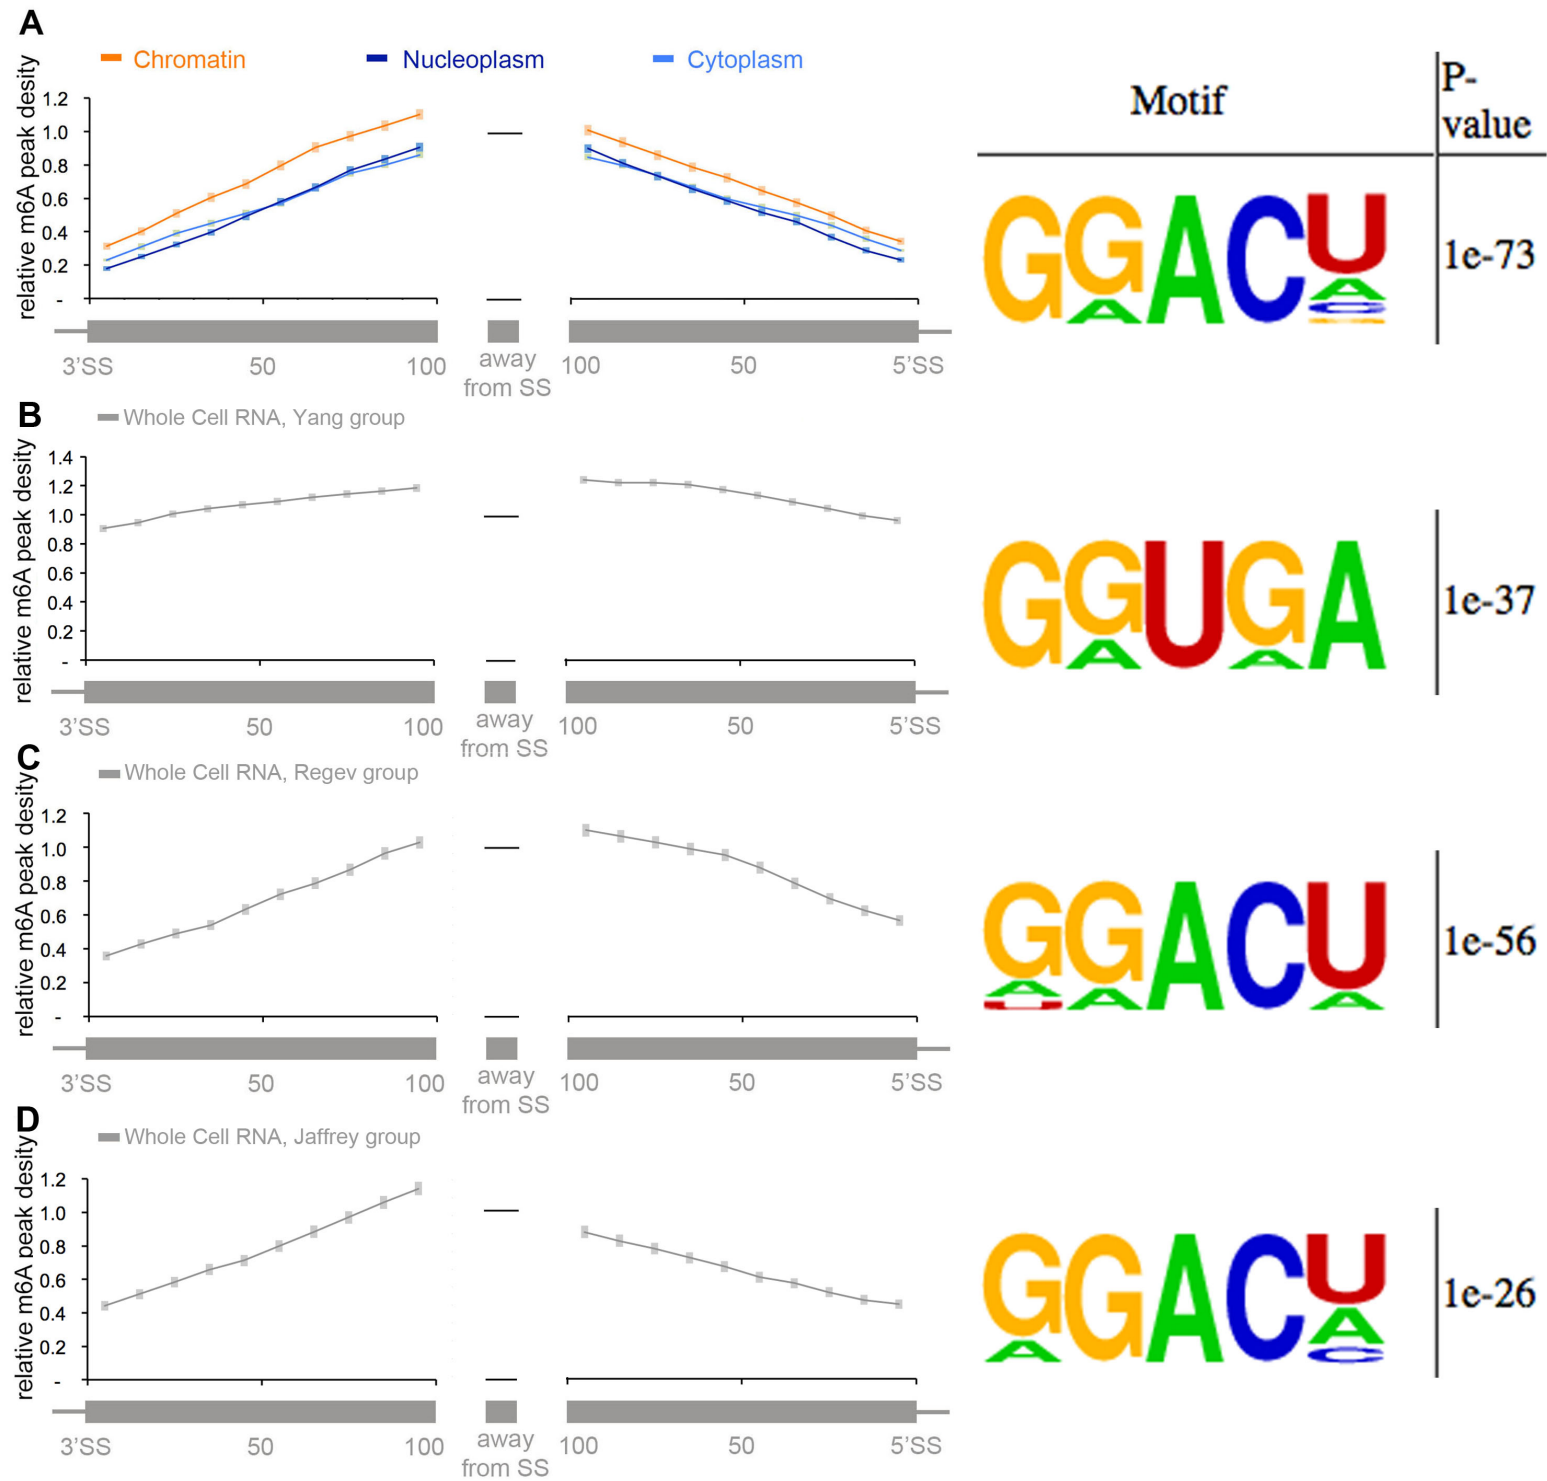 A
Chromatin Nucleoplasm Cytoplasm
relative m6A peak desity
1.2
1.0
0.8
0.6
0.4
0.2
-
3'SS 50 100
away
from SS
100 50 5'SS
Motif
P-
value
GGACU
A A
C
1e-73
B
Whole Cell RNA, Yang group
relative m6A peak desity
1.4
1.2
1.0
0.8
0.6
0.4
0.2
-
3'SS 50 100
away
from SS
100 50 5'SS
GGUGA
A A
1e-37
C
Whole Cell RNA, Regev group
relative m6A peak desity
1.2
1.0
0.8
0.6
0.4
0.2
-
3'SS 50 100
away
from SS
100 50 5'SS
GGACU
A A A
U
1e-56
D
Whole Cell RNA, Jaffrey group
relative m6A peak desity
1.2
1.0
0.8
0.6
0.4
0.2
-
3'SS 50 100
away
from SS
100 50 5'SS
GGACU
A A
C
1e-26